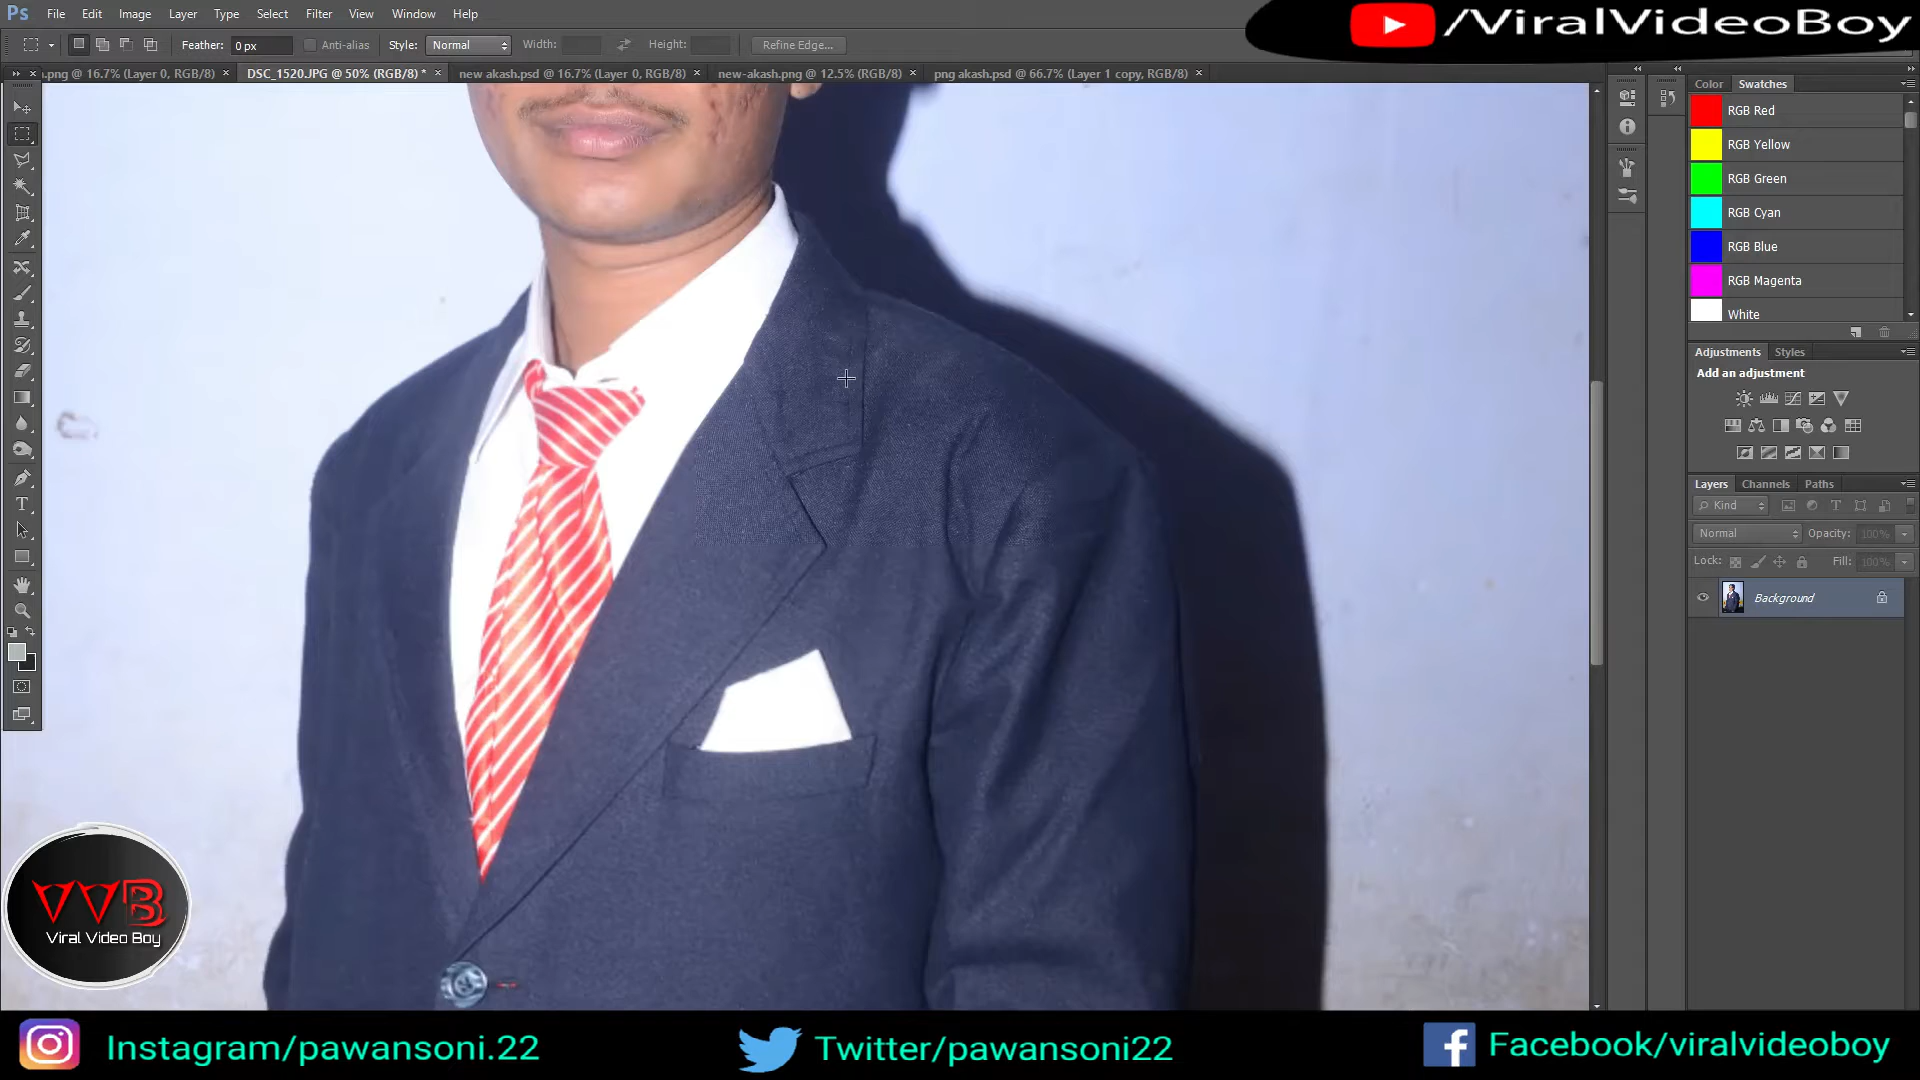 Ps File Edit Image Layer Type Select Filter View Window Help
/ViralVideoBoy
Feather: 0 px Anti-alias Style: Normal Width: Height: Refine Edge...
.png @ 16.7% (Layer 0, RGB/8) × DSC_1520.JPG @ 50% (RGB/8) * × new akash.psd @ 16.7% (Layer 0, RGB/8) × new-akash.png @ 12.5% (RGB/8) × png akash.psd @ 66.7% (Layer 1 copy, RGB/8) ×
Color Swatches
RGB Red
RGB Yellow
RGB Green
RGB Cyan
RGB Blue
RGB Magenta
White
Adjustments Styles
Add an adjustment
Layers Channels Paths
Kind
Normal Opacity: 100%
Lock: Fill: 100%
Background
VVB
Viral Video Boy
Instagram/pawansoni.22
Twitter/pawansoni22
Facebook/viralvideoboy